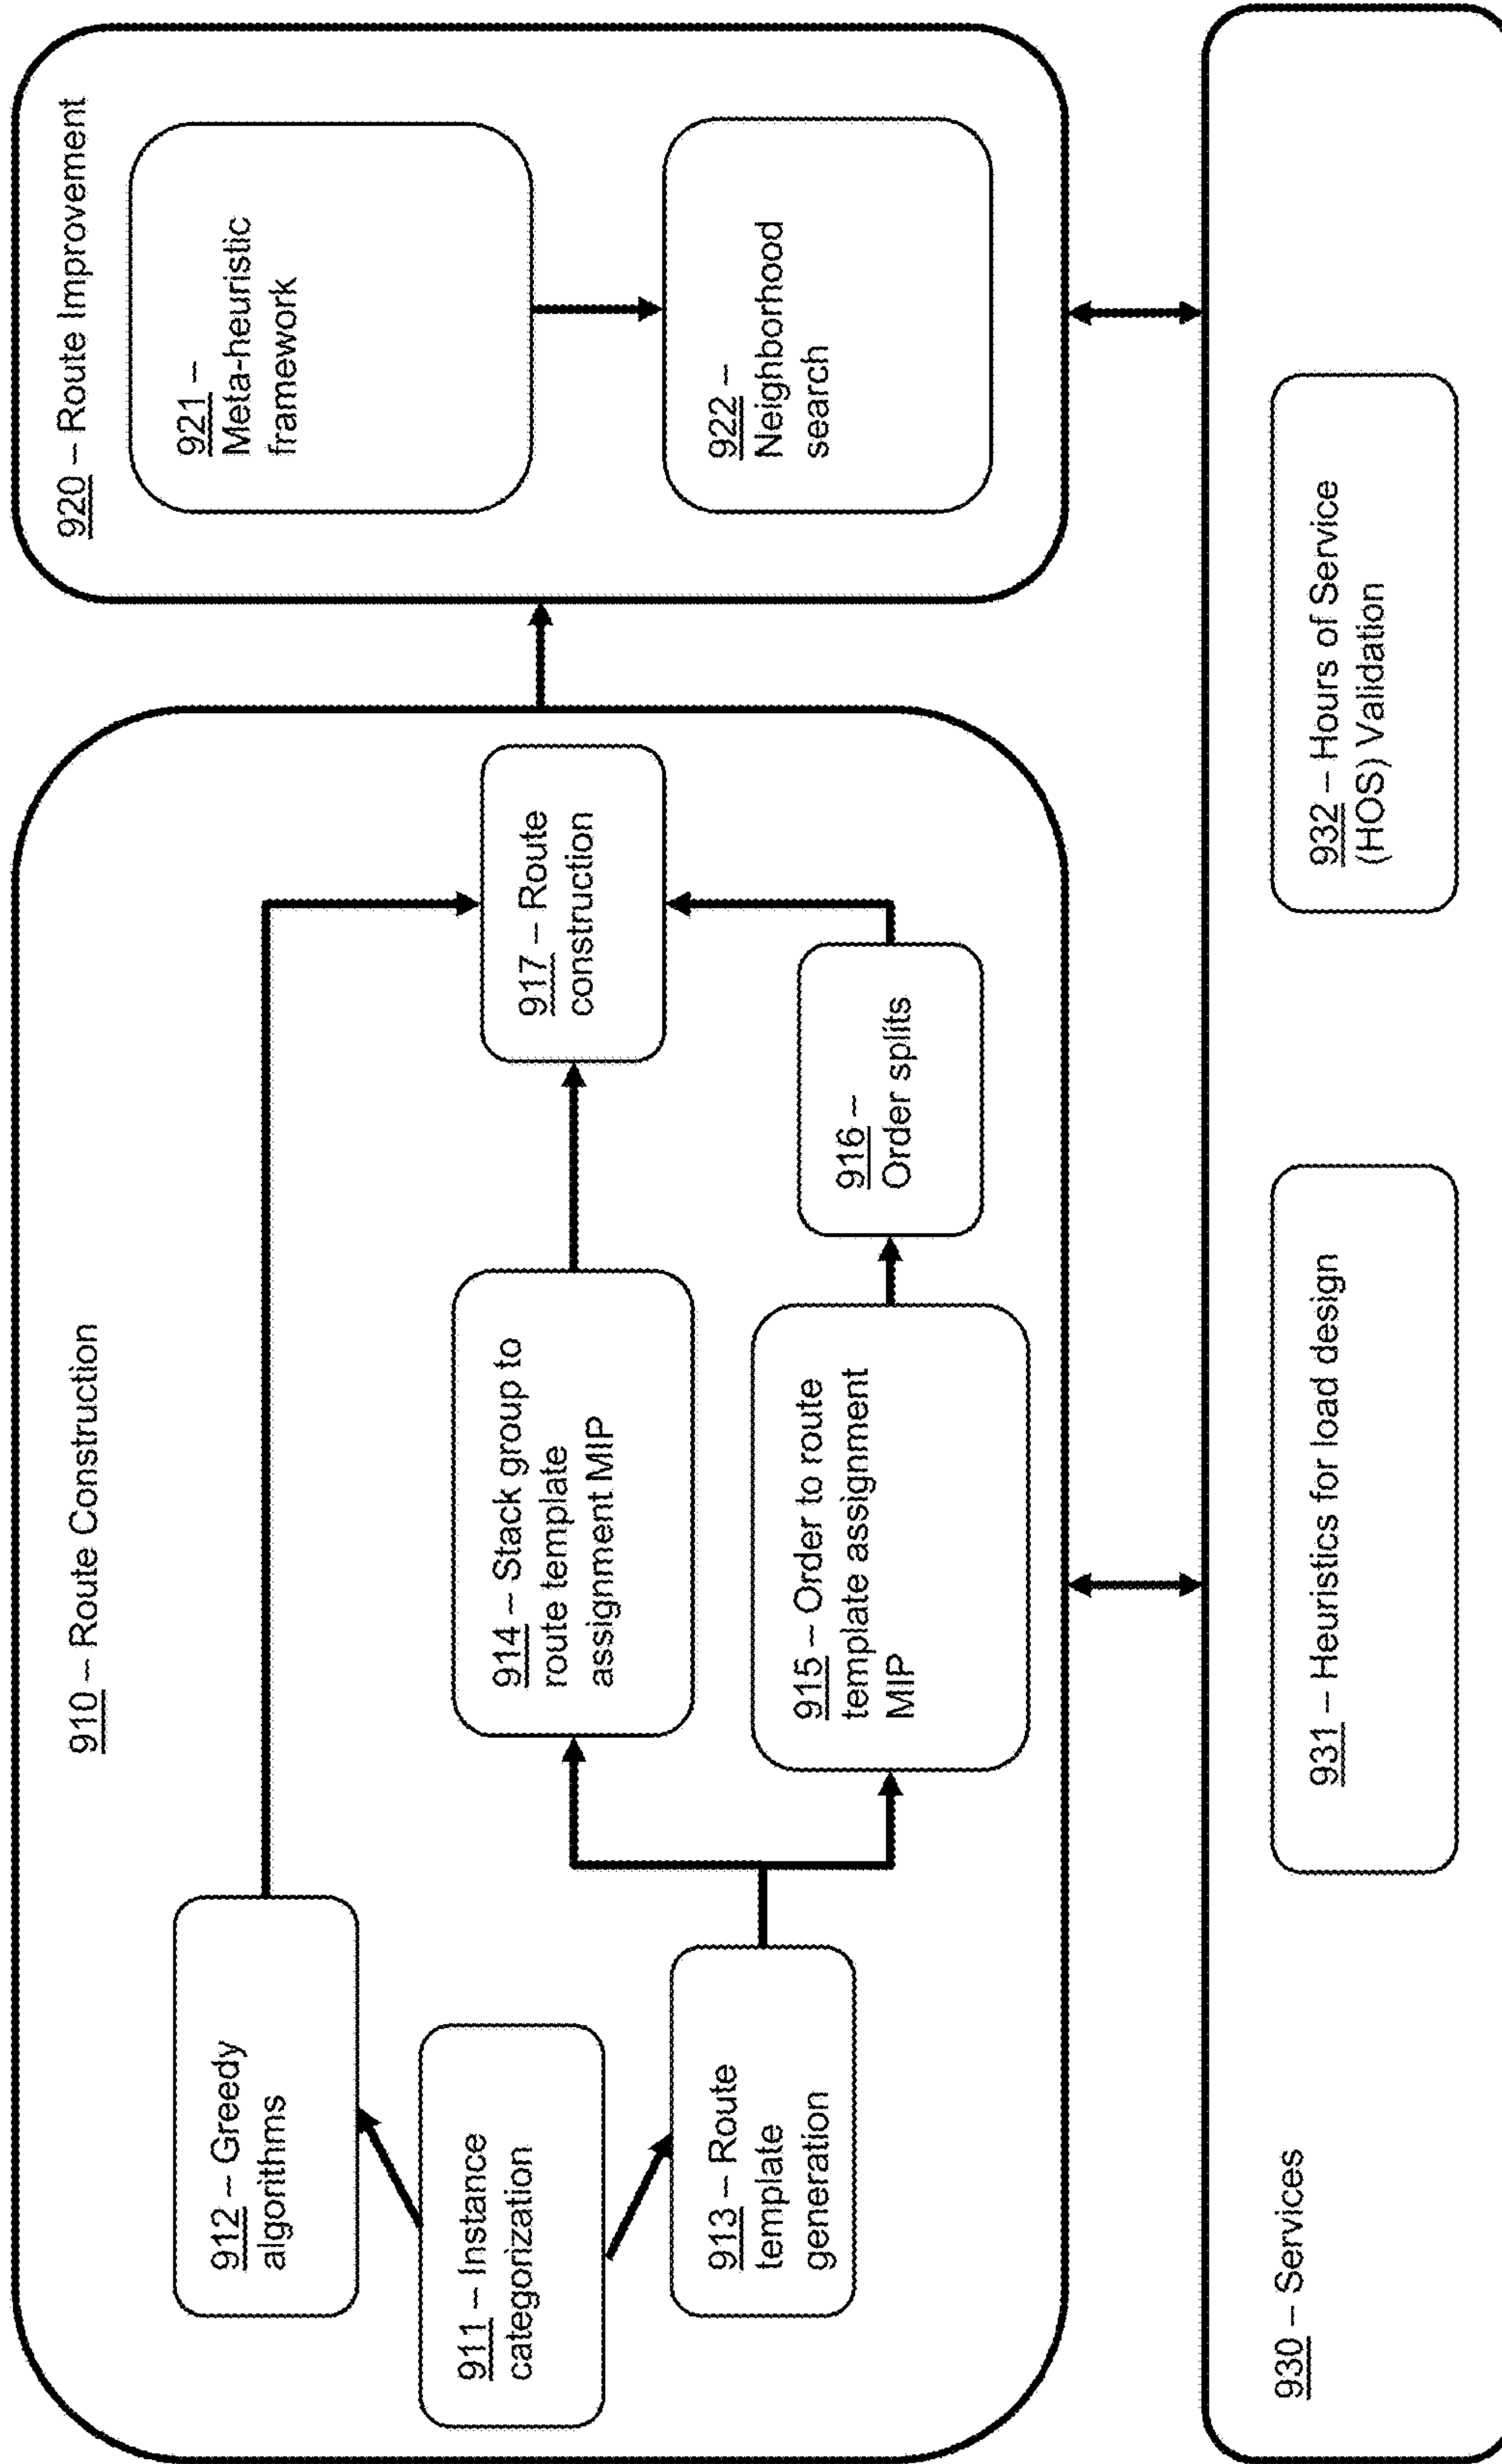 910 – Route Construction
912 – Greedy
algorithms
911 – Instance
categorization
913 – Route
template
generation
914 – Stack group to
route template
assignment MIP
915 – Order to route
template assignment
MIP
916 –
Order splits
917 – Route
construction
920 – Route Improvement
921 –
Meta-heuristic
framework
922 –
Neighborhood
search
930 – Services
931 – Heuristics for load design
932 – Hours of Service
(HOS) Validation